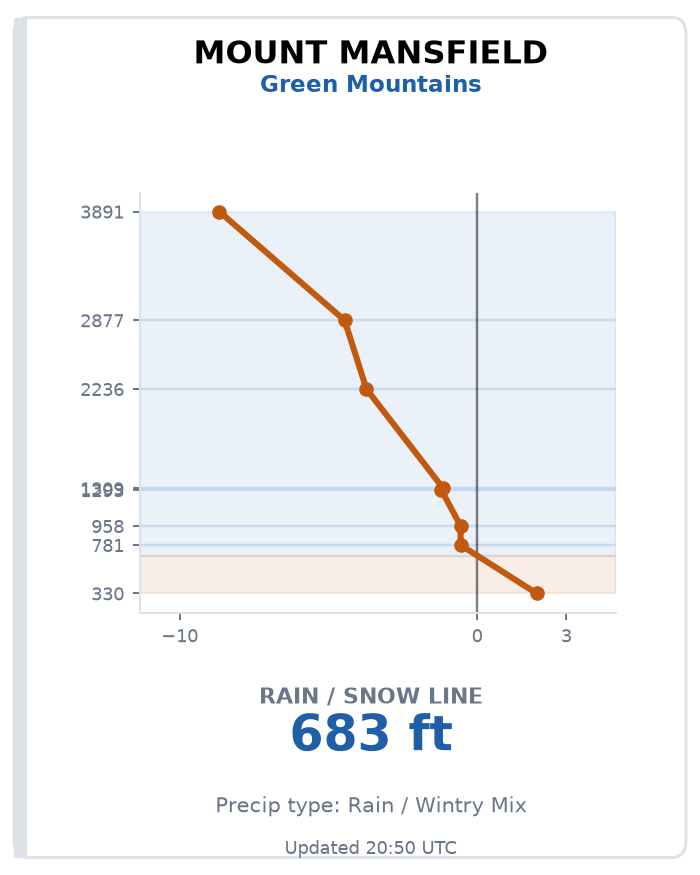 MOUNT MANSFIELD
Green Mountains
3891
2877
2236
958
781
330
−10 0 3
RAIN / SNOW LINE
683 ft
Precip type: Rain / Wintry Mix
Updated 20:50 UTC